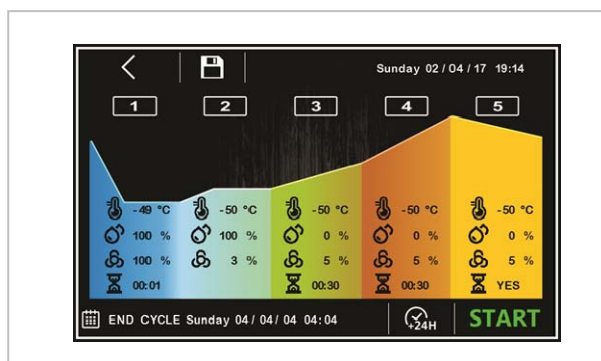 Sunday 02 / 04 / 17 19:14
1 2 3 4 5
-49 °C -50 °C -50 °C -50 °C -50 °C
100 % 100 % 0 % 0 % 0 %
100 % 3 % 5 % 5 % 5 %
00:01 00:30 00:30 YES
END CYCLE Sunday 04 / 04 / 04 04:04 +24H START